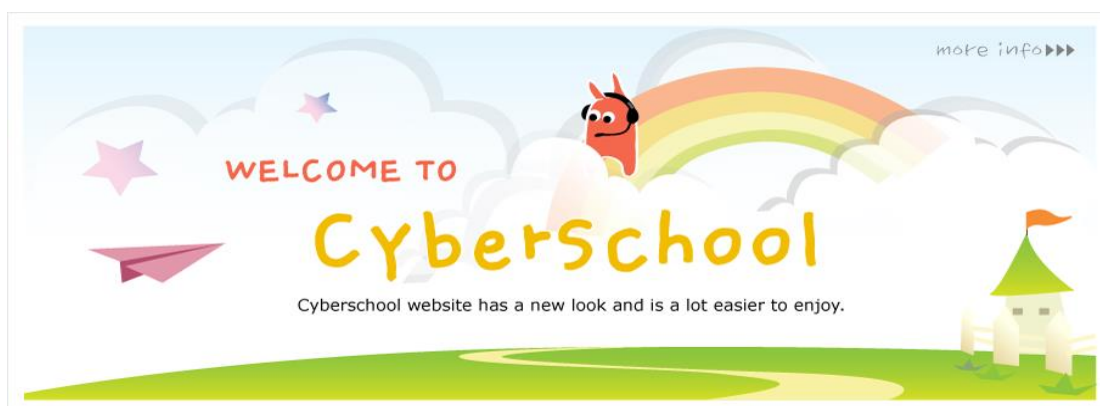 more info
WELCOME TO
Cyberschool
Cyberschool website has a new look and is a lot easier to enjoy.